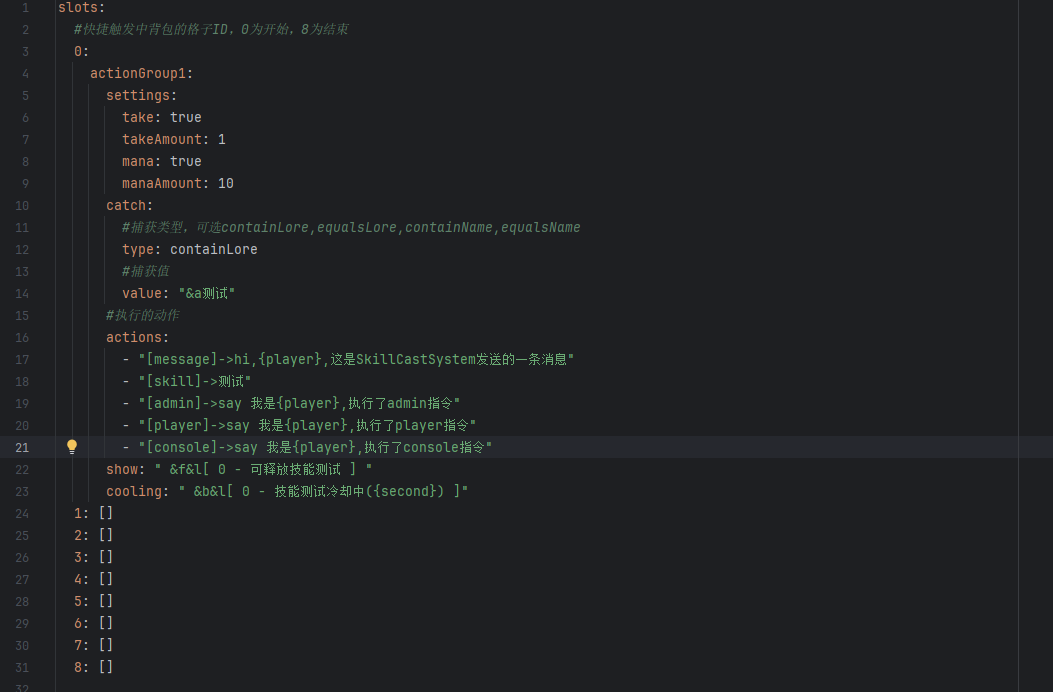 1 slots:
2 #快捷触发中背包的格子ID，0为开始，8为结束
3 0:
4 actionGroup1:
5 settings:
6 take: true
7 takeAmount: 1
8 mana: true
9 manaAmount: 10
10 catch:
11 #捕获类型，可选containLore,equalsLore,containName,equalsName
12 type: containLore
13 #捕获值
14 value: "&a测试"
15 #执行的动作
16 actions:
17 - "[message]->hi,{player},这是SkillCastSystem发送的一条消息"
18 - "[skill]->测试"
19 - "[admin]->say 我是{player},执行了admin指令"
20 - "[player]->say 我是{player},执行了player指令"
21 - "[console]->say 我是{player},执行了console指令"
22 show: " &f&l[ 0 - 可释放技能测试 ] "
23 cooling: " &b&l[ 0 - 技能测试冷却中({second}) ]"
24 1: []
25 2: []
26 3: []
27 4: []
28 5: []
29 6: []
30 7: []
31 8: []
32